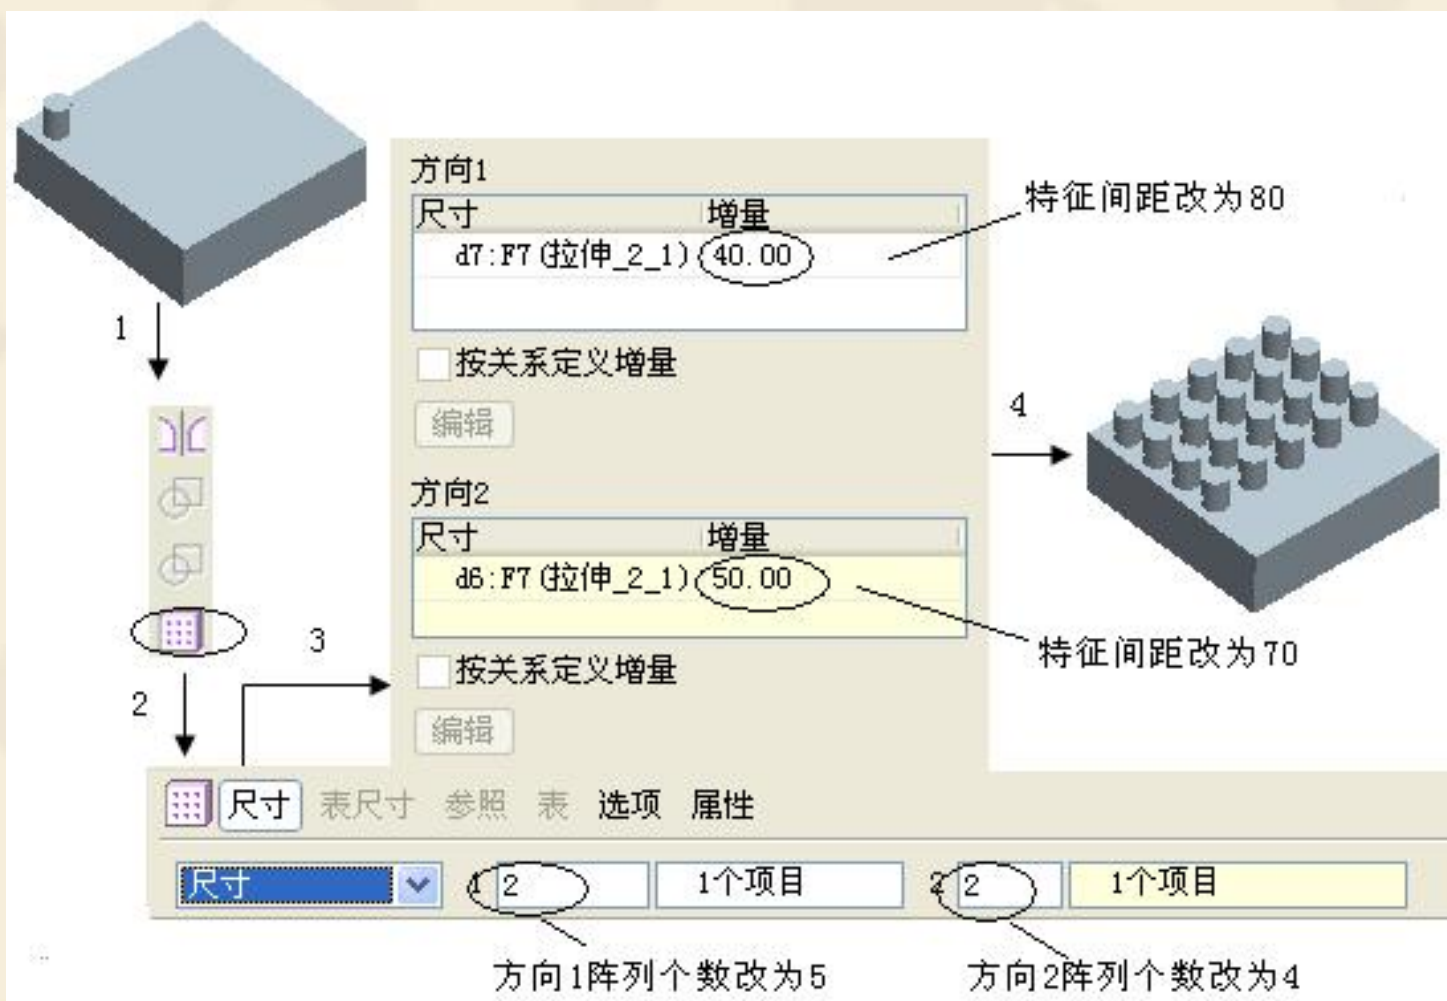 方向1
尺寸 增量
d7:F7(拉伸_2_1) 40.00
特征间距改为80
按关系定义增量
编辑
1
4
方向2
尺寸 增量
d6:F7(拉伸_2_1) 50.00
特征间距改为70
3
按关系定义增量
2
编辑
尺寸 表尺寸 参照 表 选项 属性
尺寸 1 2 1个项目 2 2 1个项目
方向1阵列个数改为5 方向2阵列个数改为4